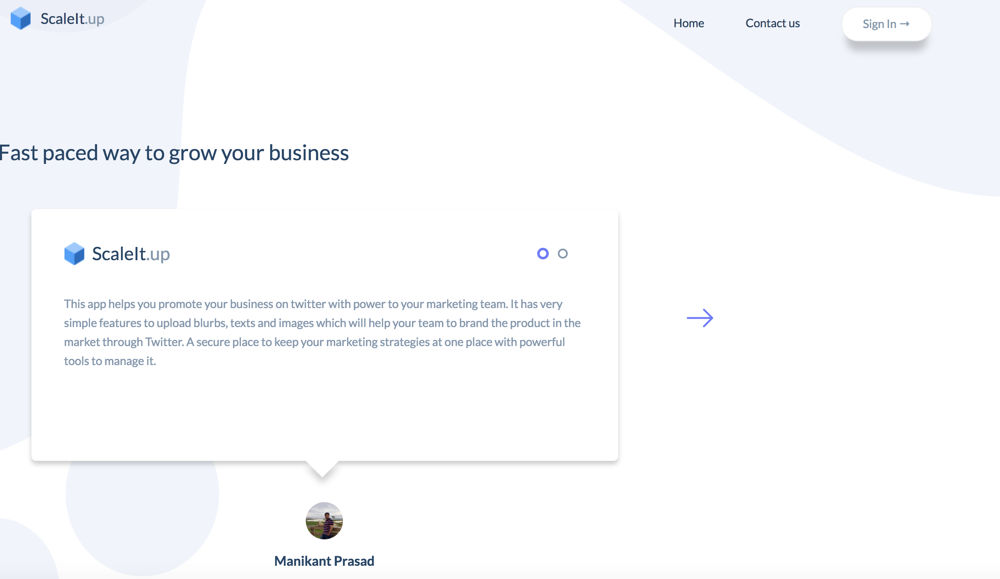 ScaleIt.up
Home
Contact us
Sign In →
Fast paced way to grow your business
ScaleIt.up
This app helps you promote your business on twitter with power to your marketing team. It has very
simple features to upload blurbs, texts and images which will help your team to brand the product in the
market through Twitter. A secure place to keep your marketing strategies at one place with powerful
tools to manage it.
Manikant Prasad